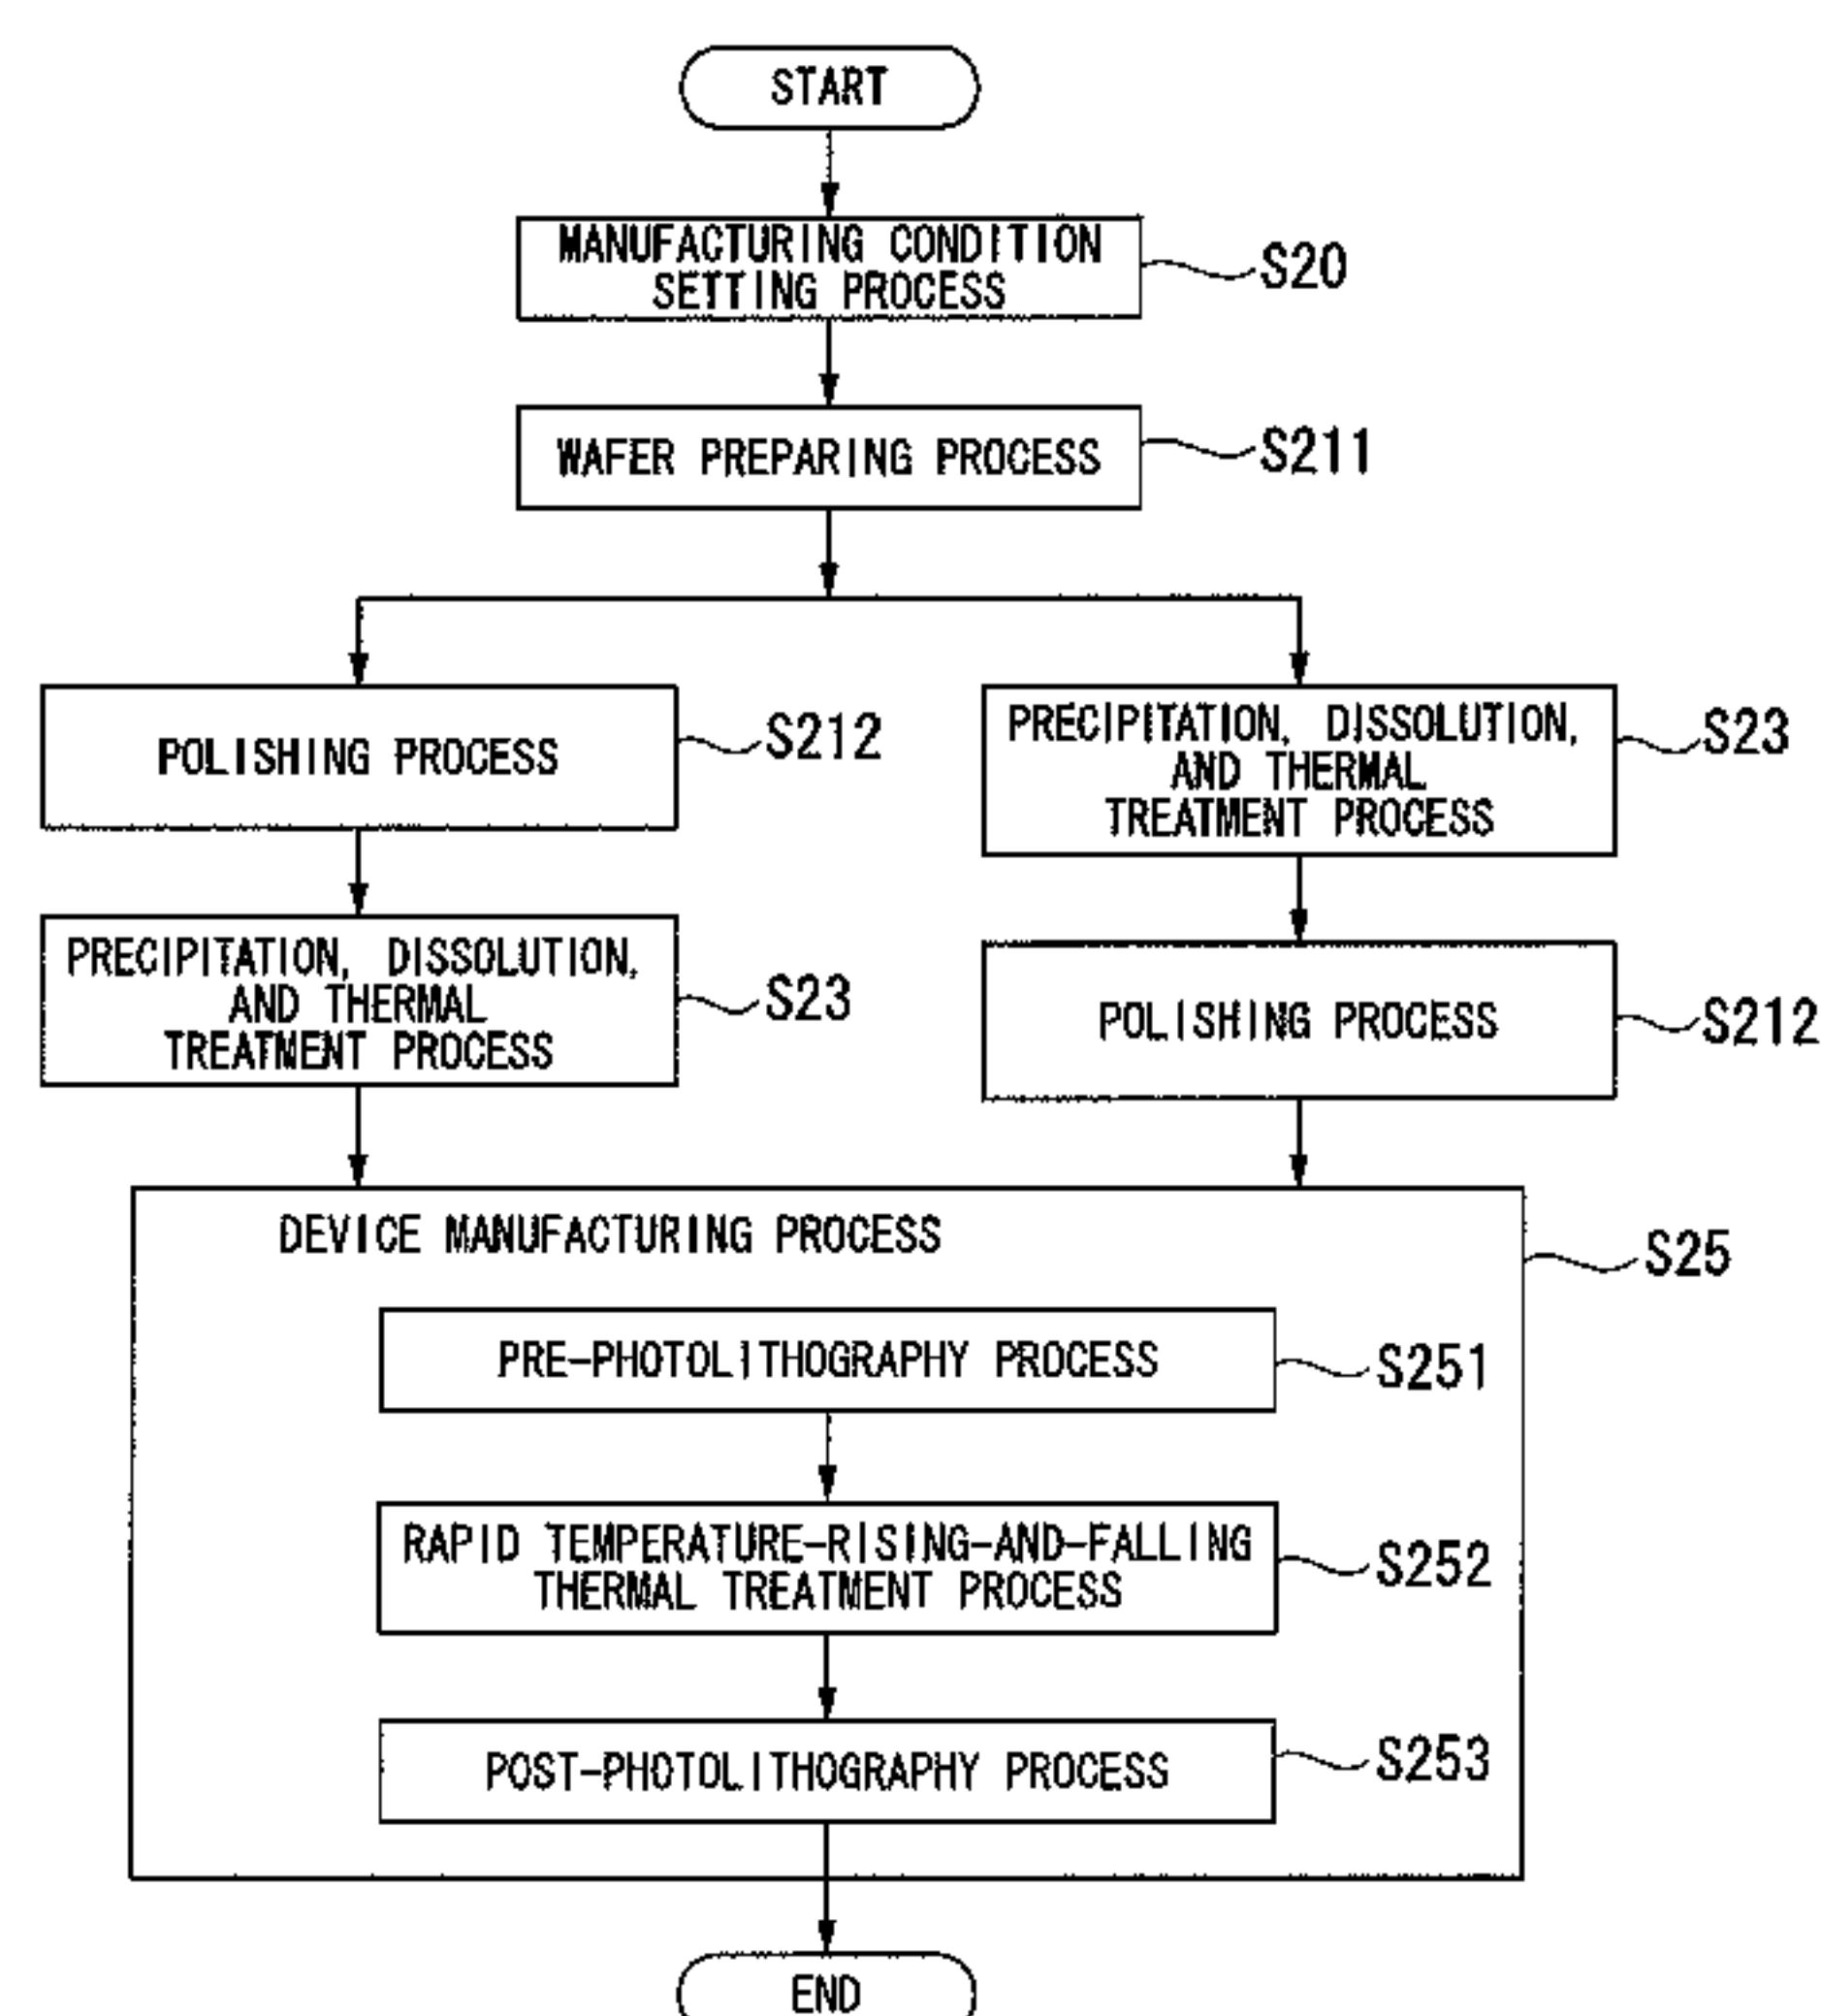 START
MANUFACTURING CONDITION
SETTING PROCESS
S20
WAFER PREPARING PROCESS
S211
POLISHING PROCESS
S212
PRECIPITATION, DISSOLUTION,
AND THERMAL
TREATMENT PROCESS
S23
PRECIPITATION, DISSOLUTION,
AND THERMAL
TREATMENT PROCESS
S23
POLISHING PROCESS
S212
DEVICE MANUFACTURING PROCESS
S25
PRE-PHOTOLITHOGRAPHY PROCESS
S251
RAPID TEMPERATURE-RISING-AND-FALLING
THERMAL TREATMENT PROCESS
S252
POST-PHOTOLITHOGRAPHY PROCESS
S253
END